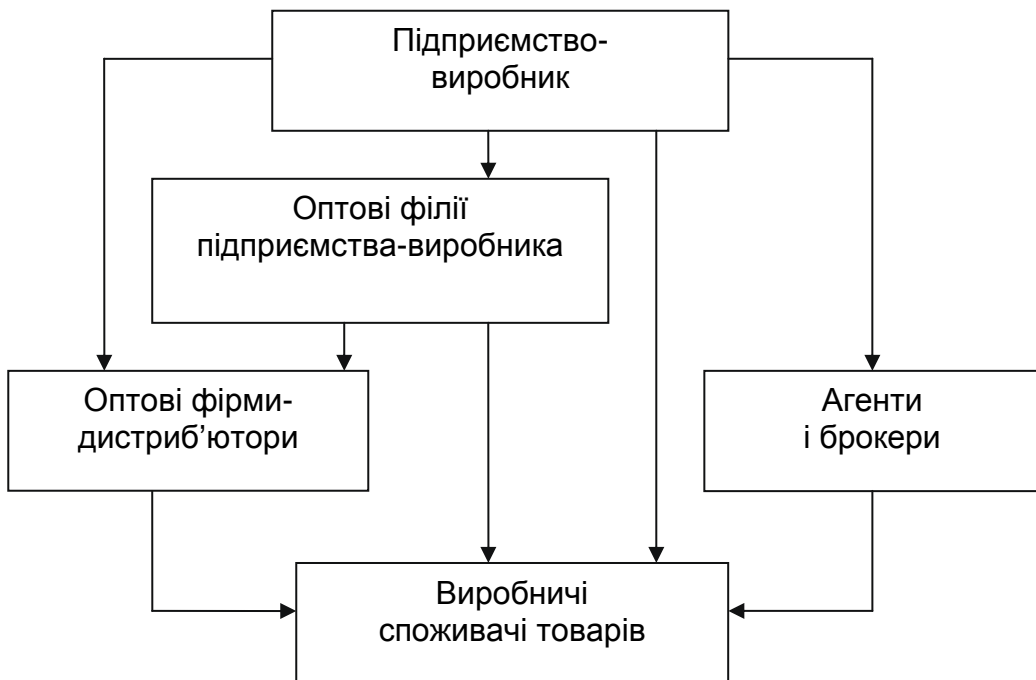 Підприємство-
виробник
Оптові філії
підприємства-виробника
Оптові фірми-
дистриб’ютори
Агенти
і брокери
Виробничі
споживачі товарів